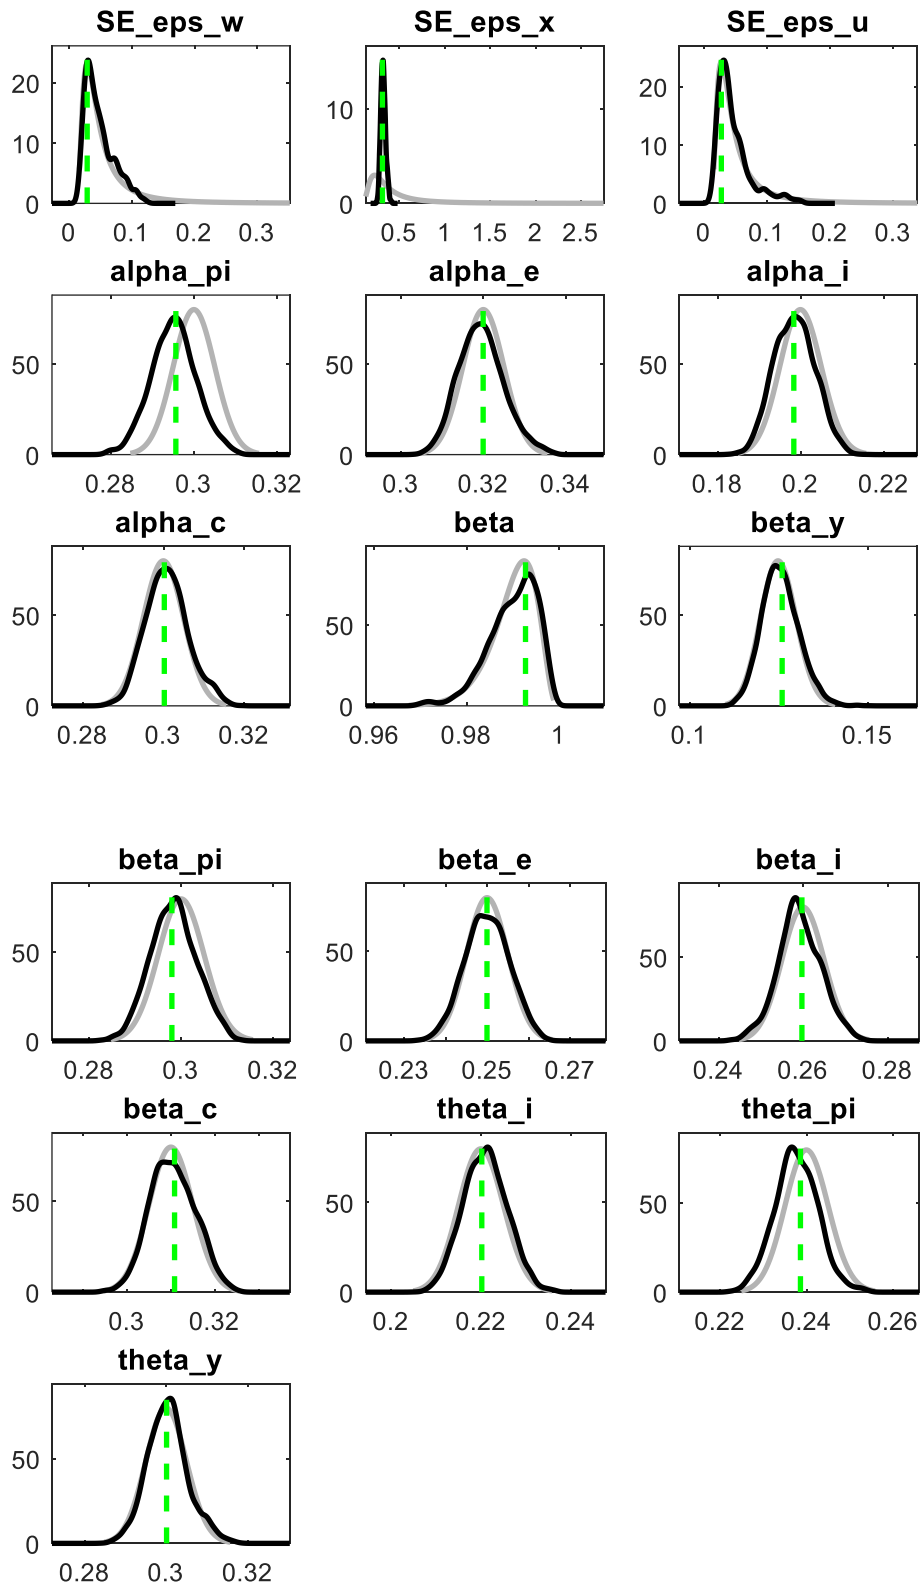 SE_eps_w SE_eps_x SE_eps_u
20 10 0
10 0
20 10 0
0 0.1 0.2 0.3 0.5 1 1.5 2 2.5 0 0.1 0.2 0.3
alpha_pi alpha_e alpha_i
50 50 50
0 0 0
0.28 0.3 0.32 0.3 0.32 0.34 0.18 0.2 0.22
alpha_c beta beta_y
50 50 50
0 0 0
0.28 0.3 0.32 0.96 0.98 1 0.1 0.15
beta_pi beta_e beta_i
50 50 50
0 0 0
0.28 0.3 0.32 0.23 0.25 0.27 0.24 0.26 0.28
beta_c theta_i theta_pi
50 50 50
0 0 0
0.3 0.32 0.2 0.22 0.24 0.22 0.24 0.26
theta_y
50
0
0.28 0.3 0.32